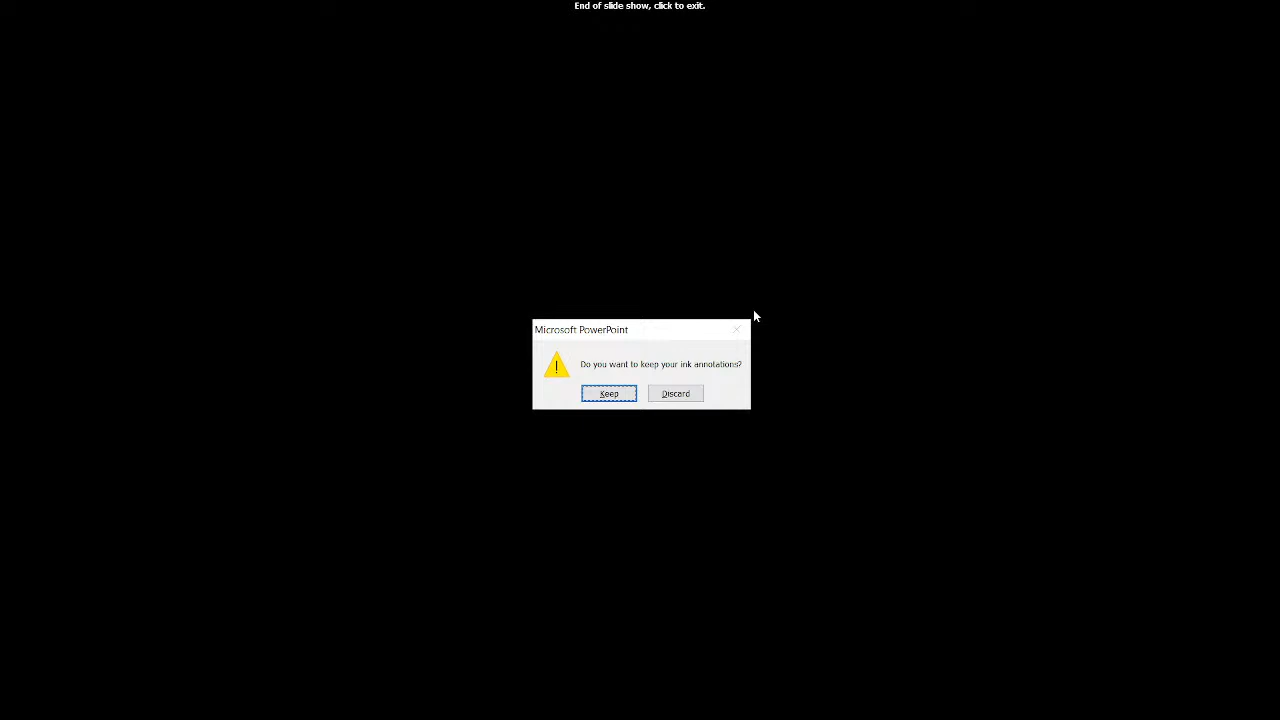 End of slide show, click to exit.
Microsoft PowerPoint
Do you want to keep your ink annotations?
Keep
Discard